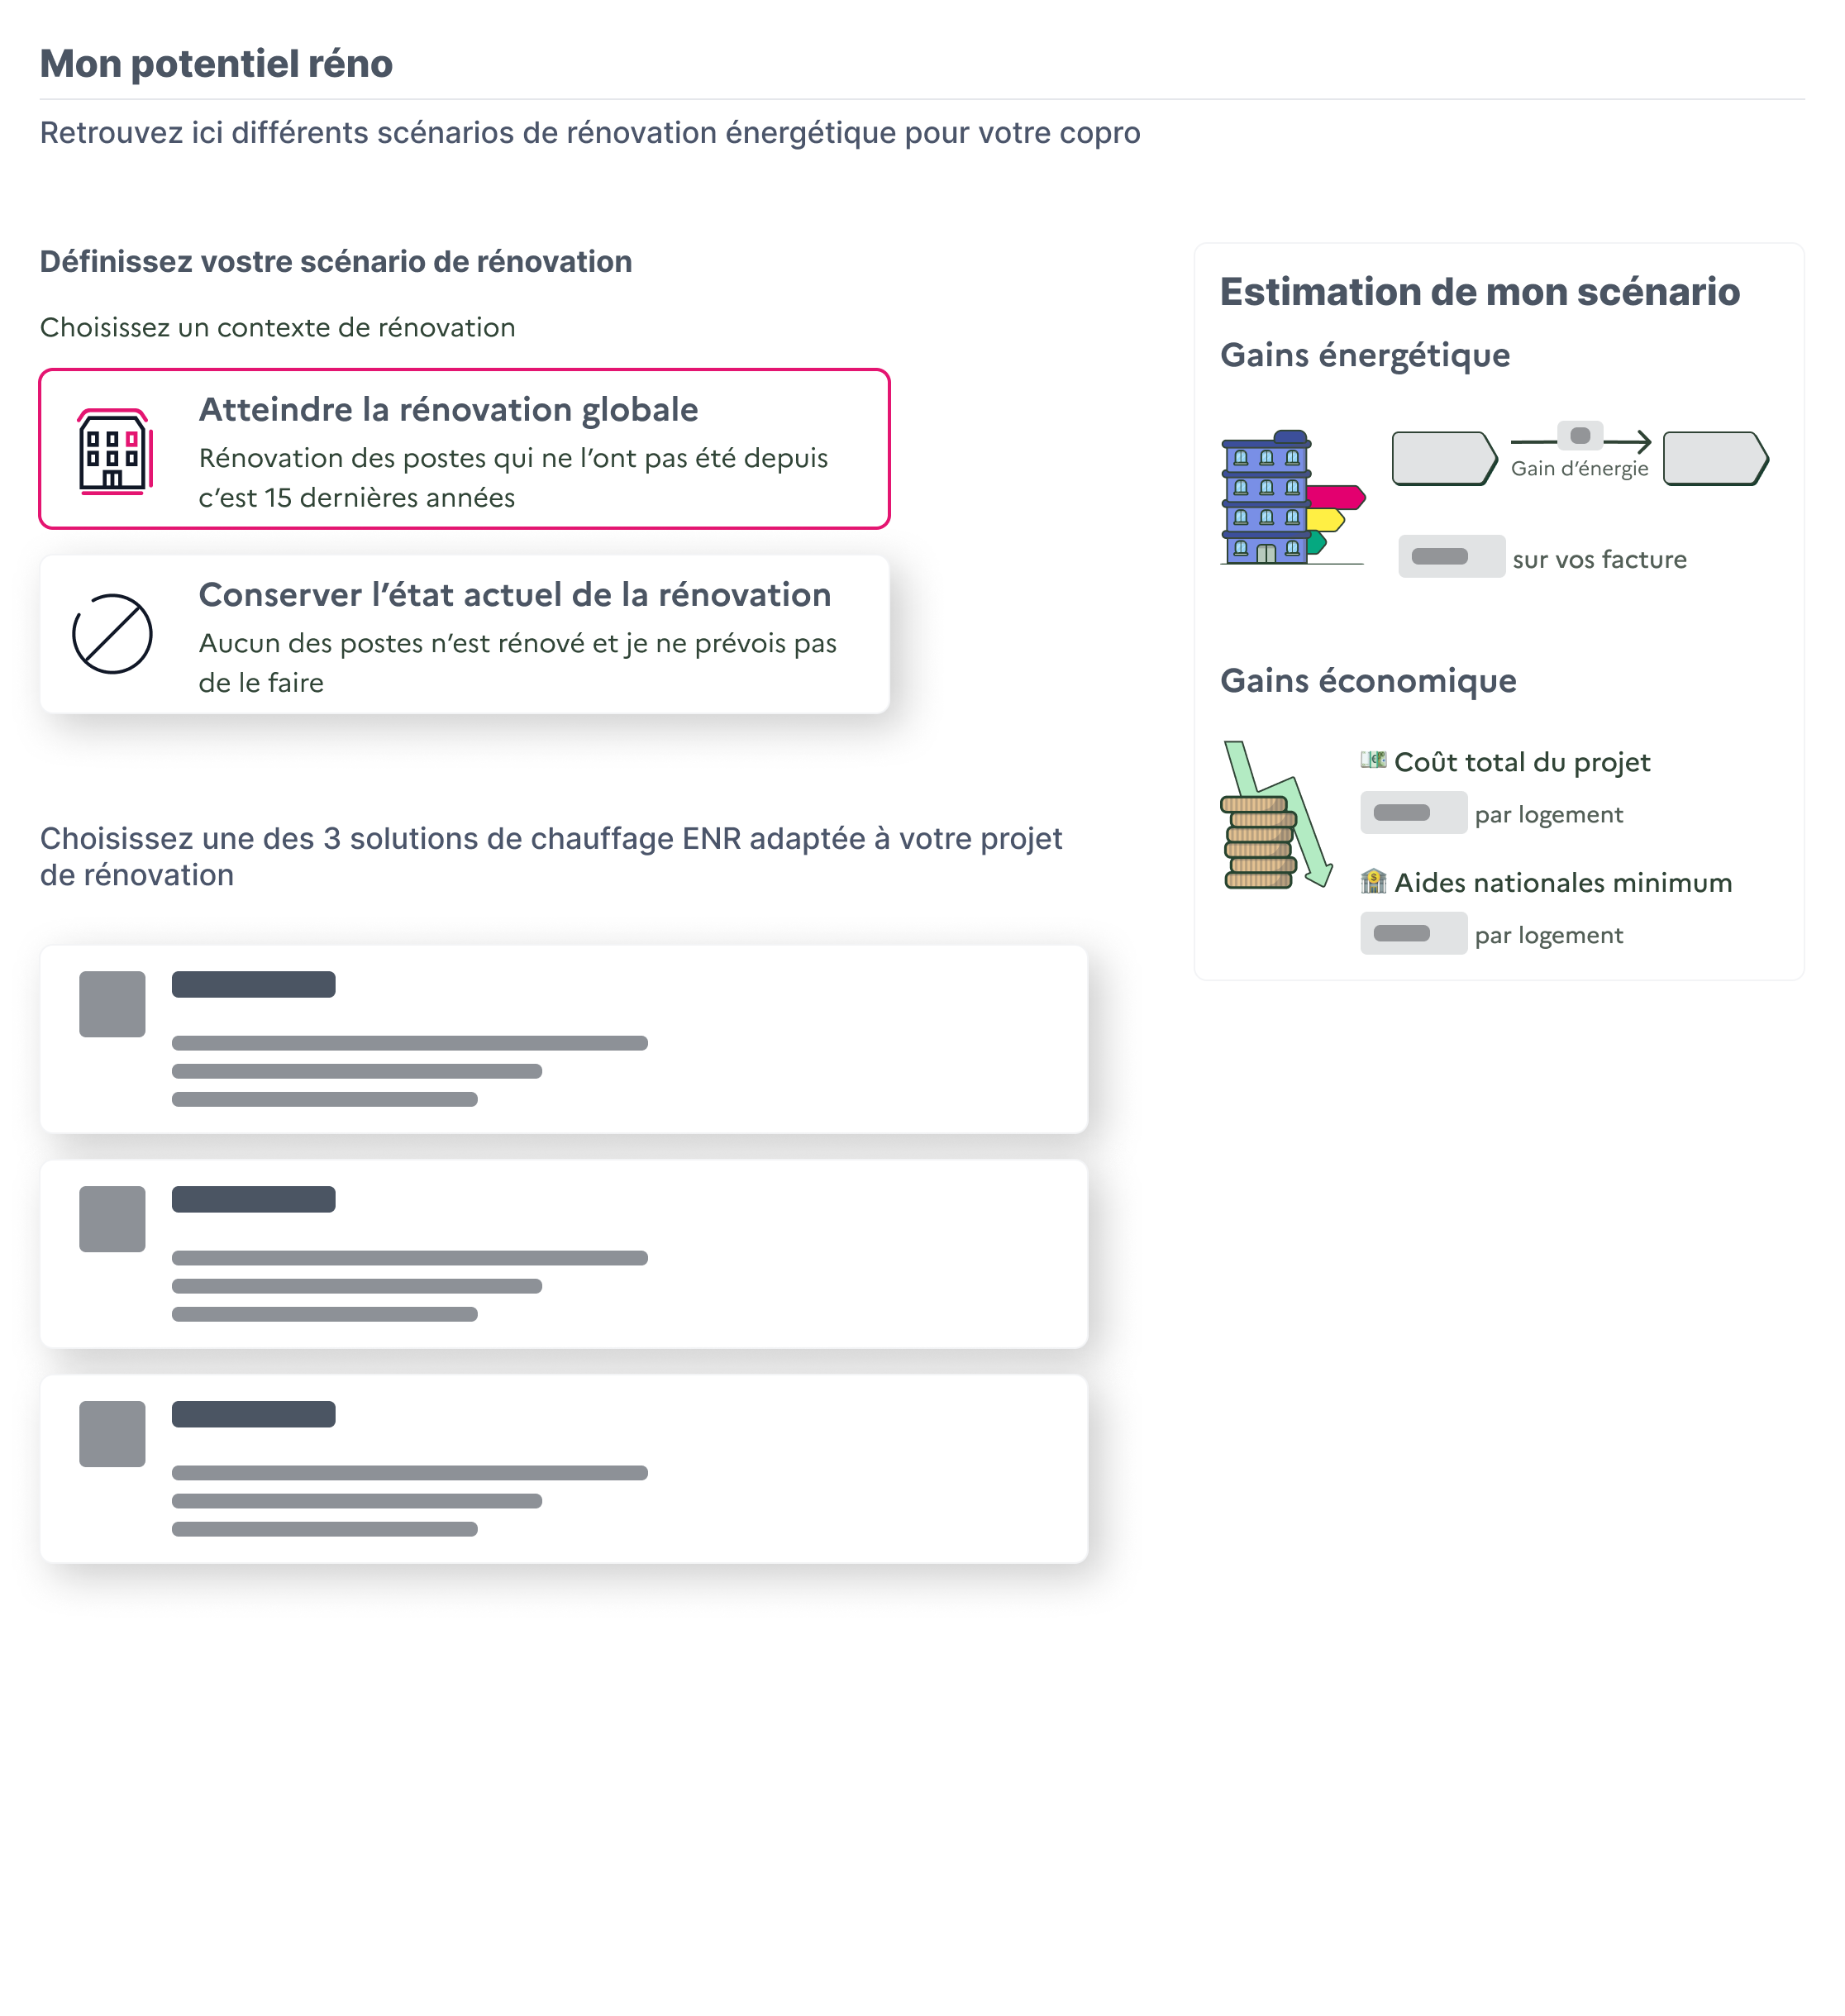 Mon potentiel réno
Retrouvez ici différents scénarios de rénovation énergétique pour votre copro
Définissez vostre scénario de rénovation
Choisissez un contexte de rénovation
Atteindre la rénovation globale
Rénovation des postes qui ne l’ont pas été depuis
c’est 15 dernières années
Conserver l’état actuel de la rénovation
Aucun des postes n’est rénové et je ne prévois pas
de le faire
Choisissez une des 3 solutions de chauffage ENR adaptée à votre projet
de rénovation
Estimation de mon scénario
Gains énergétique
Gain d’énergie
sur vos facture
Gains économique
Coût total du projet
par logement
Aides nationales minimum
par logement